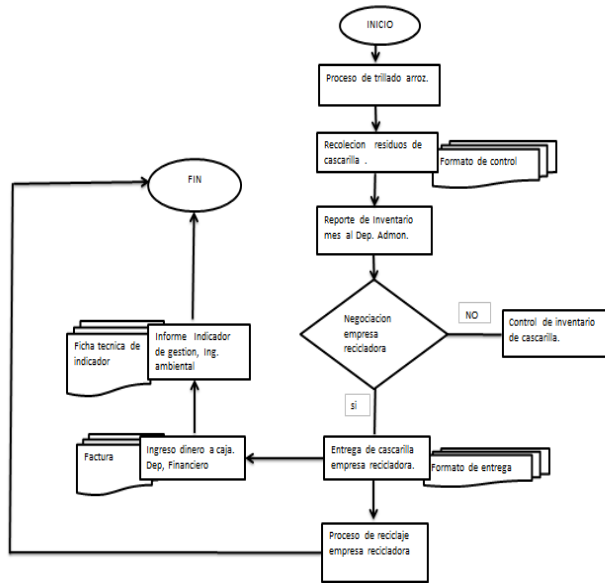 INICIO
Proceso de trillado arroz.
Recolecion residuos de
cascarilla .
Formato de control
FIN
Reporte de Inventario
mes al Dep. Admon.
Negociacion
empresa
recicladora
NO
Control de inventario
de cascarilla.
Ficha tecnica de
indicador
Informe Indicador
de gestion, Ing.
ambiental
si
Factura
Ingreso dinero a caja.
Dep, Financiero
Entrega de cascarilla
empresa recicladora.
Formato de entrega
Proceso de reciclaje
empresa recicladora